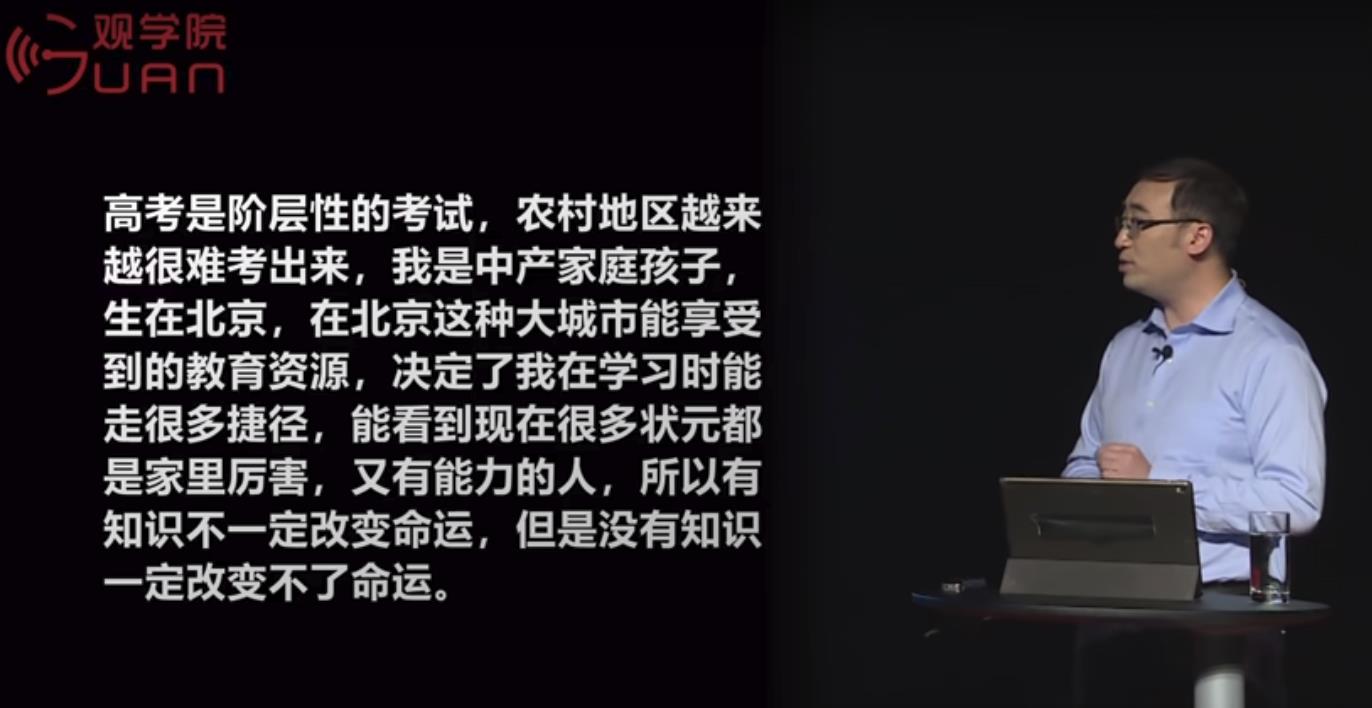 观学院
GUAN
高考是阶层性的考试，农村地区越来
越很难考出来，我是中产家庭孩子，
生在北京，在北京这种大城市能享受
到的教育资源，决定了我在学习时能
走很多捷径，能看到现在很多状元都
是家里厉害，又有能力的人，所以有
知识不一定改变命运，但是没有知识
一定改变不了命运。